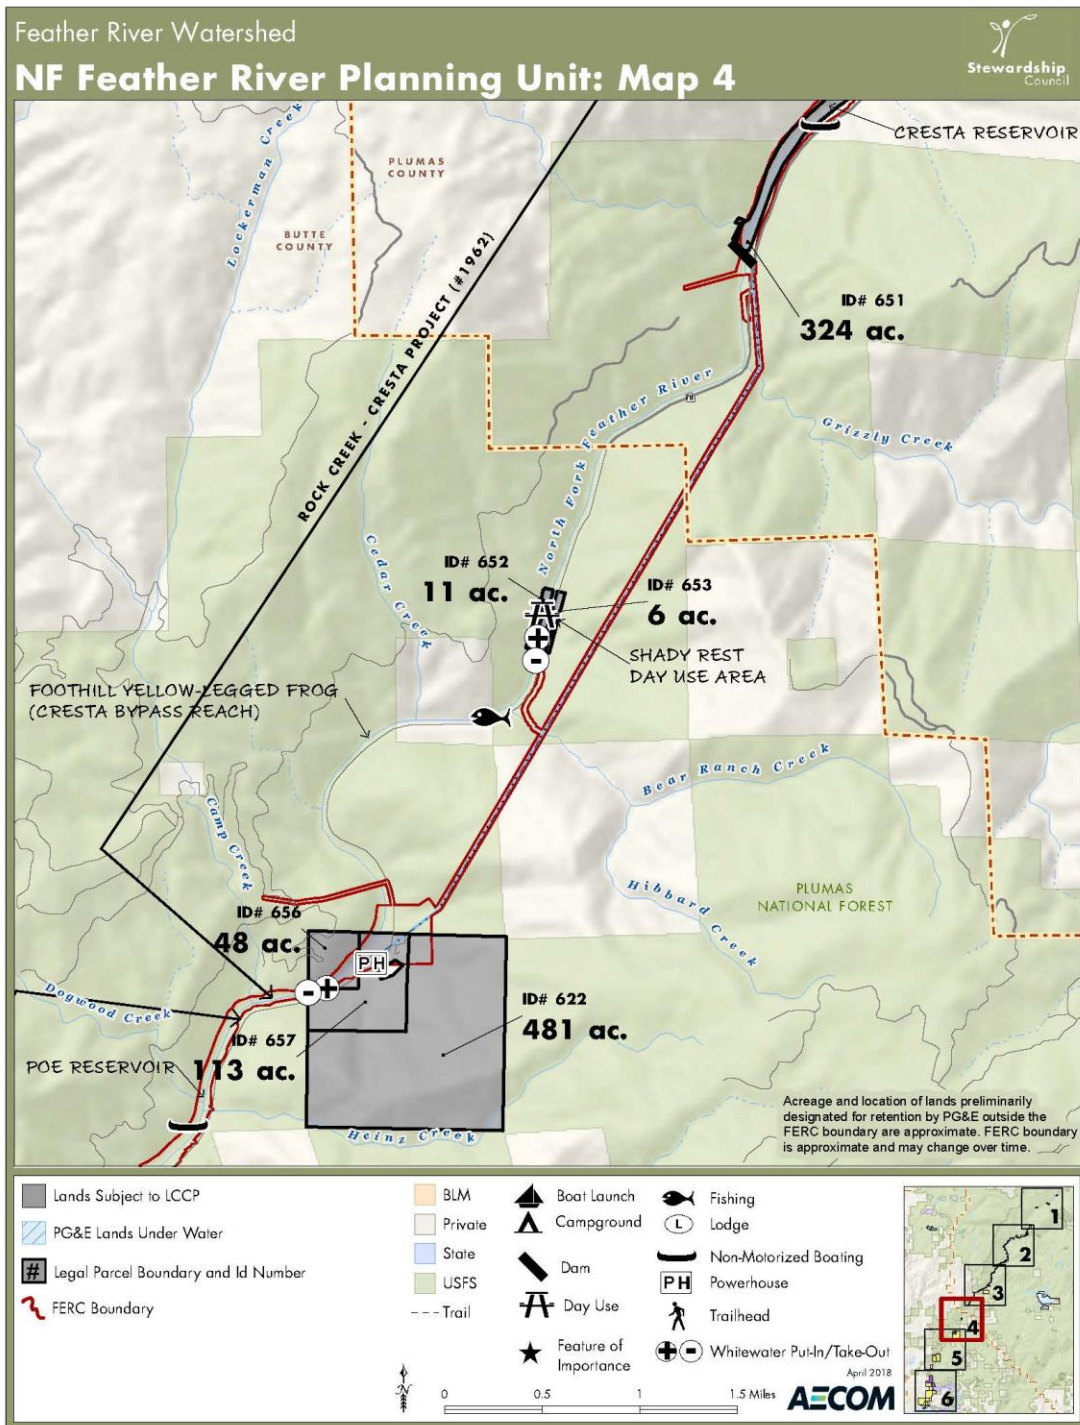 Feather River Watershed
NF Feather River Planning Unit: Map 4
Stewardship
Council
CRESTA RESERVOIR
Lockerman Creek
PLUMAS
COUNTY
BUTTE
COUNTY
ROCK CREEK - CRESTA PROJECT (#1962)
ID# 651
324 ac.
North Fork Feather River
70
Grizzly Creek
Cedar Creek
ID# 652
11 ac.
ID# 653
6 ac.
SHADY REST
DAY USE AREA
FOOTHILL YELLOW-LEGGED FROG
(CRESTA BYPASS REACH)
Bear Ranch Creek
Camp Creek
Hibbard Creek
PLUMAS
NATIONAL FOREST
ID# 656
48 ac.
PH
Dogwood Creek
ID# 622
481 ac.
ID# 657
113 ac.
POE RESERVOIR
Heinz Creek
Acreage and location of lands preliminarily
designated for retention by PG&E outside the
FERC boundary are approximate. FERC boundary
is approximate and may change over time.
Lands Subject to LCCP
PG&E Lands Under Water
# Legal Parcel Boundary and Id Number
FERC Boundary
BLM
Private
State
USFS
Trail
Boat Launch
Campground
Dam
Day Use
Feature of
Importance
Fishing
L Lodge
Non-Motorized Boating
PH Powerhouse
Trailhead
Whitewater Put-In/Take-Out
N
0 0.5 1 1.5 Miles
April 2018
AECOM
1
2
3
4
5
6